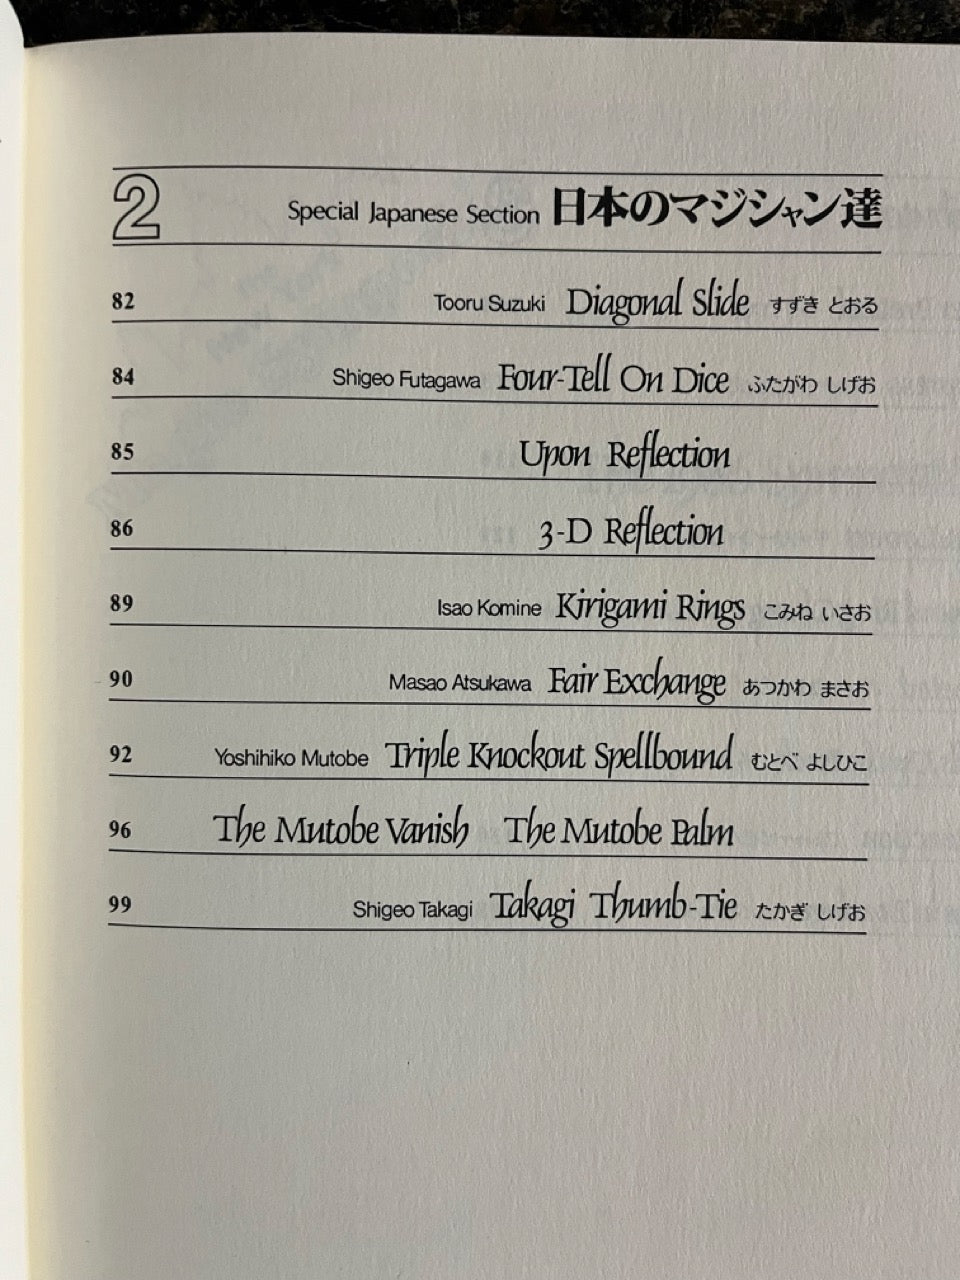 2 Special Japanese Section 日本のマジシャン達
82 Tooru Suzuki Diagonal Slide すずき とおる
84 Shigeo Futagawa Four-Tell On Dice ふたがわ しげお
85 Upon Reflection
86 3-D Reflection
89 Isao Komine Kirigami Rings こみね いさお
90 Masao Atsukawa Fair Exchange あつかわ まさお
92 Yoshihiko Mutobe Triple Knockout Spellbound むとべ よしひこ
96 The Mutobe Vanish The Mutobe Palm
99 Shigeo Takagi Takagi Thumb-Tie たかぎ しげお